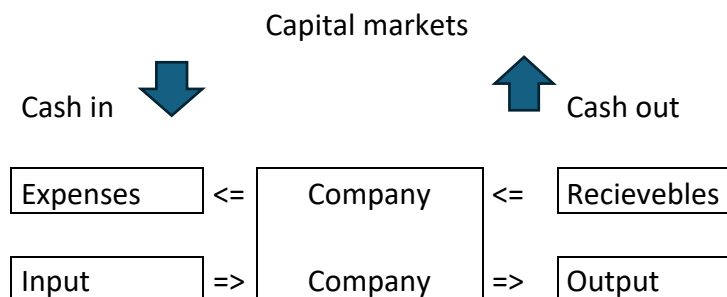 Capital markets
Cash in Cash out
Expenses <= Company <= Recievebles
Input => Company => Output